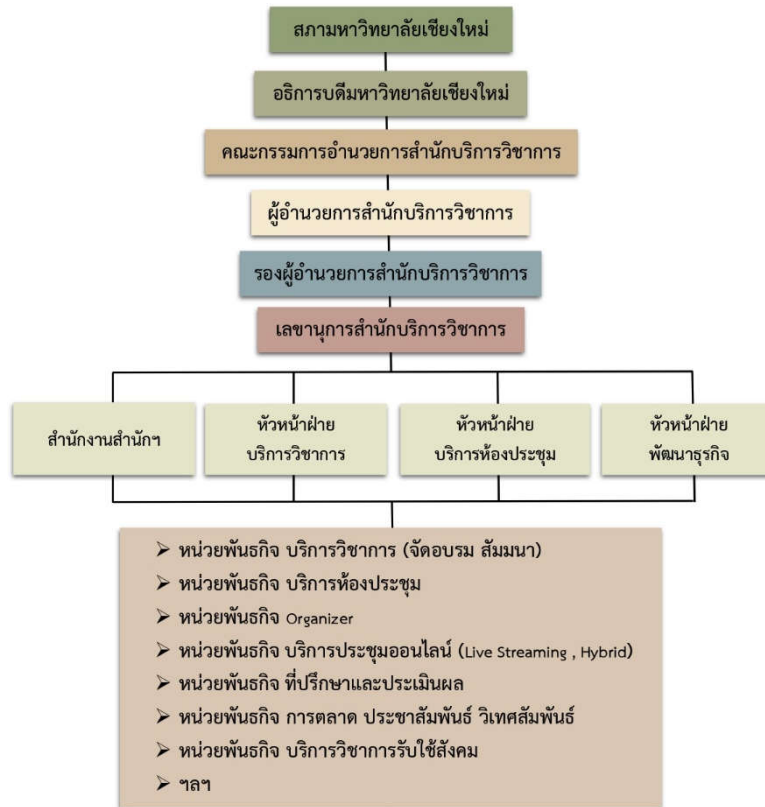 สภามหาวิทยาลัยเชียงใหม่
อธิการบดีมหาวิทยาลัยเชียงใหม่
คณะกรรมการอำนวยการสำนักบริการวิชาการ
ผู้อำนวยการสำนักบริการวิชาการ
รองผู้อำนวยการสำนักบริการวิชาการ
เลขานุการสำนักบริการวิชาการ
สำนักงานสำนักฯ
หัวหน้าฝ่าย
บริการวิชาการ
หัวหน้าฝ่าย
บริการห้องประชุม
หัวหน้าฝ่าย
พัฒนาธุรกิจ
➢ หน่วยพันธกิจ บริการวิชาการ (จัดอบรม สัมมนา)
➢ หน่วยพันธกิจ บริการห้องประชุม
➢ หน่วยพันธกิจ Organizer
➢ หน่วยพันธกิจ บริการประชุมออนไลน์ (Live Streaming , Hybrid)
➢ หน่วยพันธกิจ ที่ปรึกษาและประเมินผล
➢ หน่วยพันธกิจ การตลาด ประชาสัมพันธ์ วิเทศสัมพันธ์
➢ หน่วยพันธกิจ บริการวิชาการรับใช้สังคม
➢ ฯลฯ